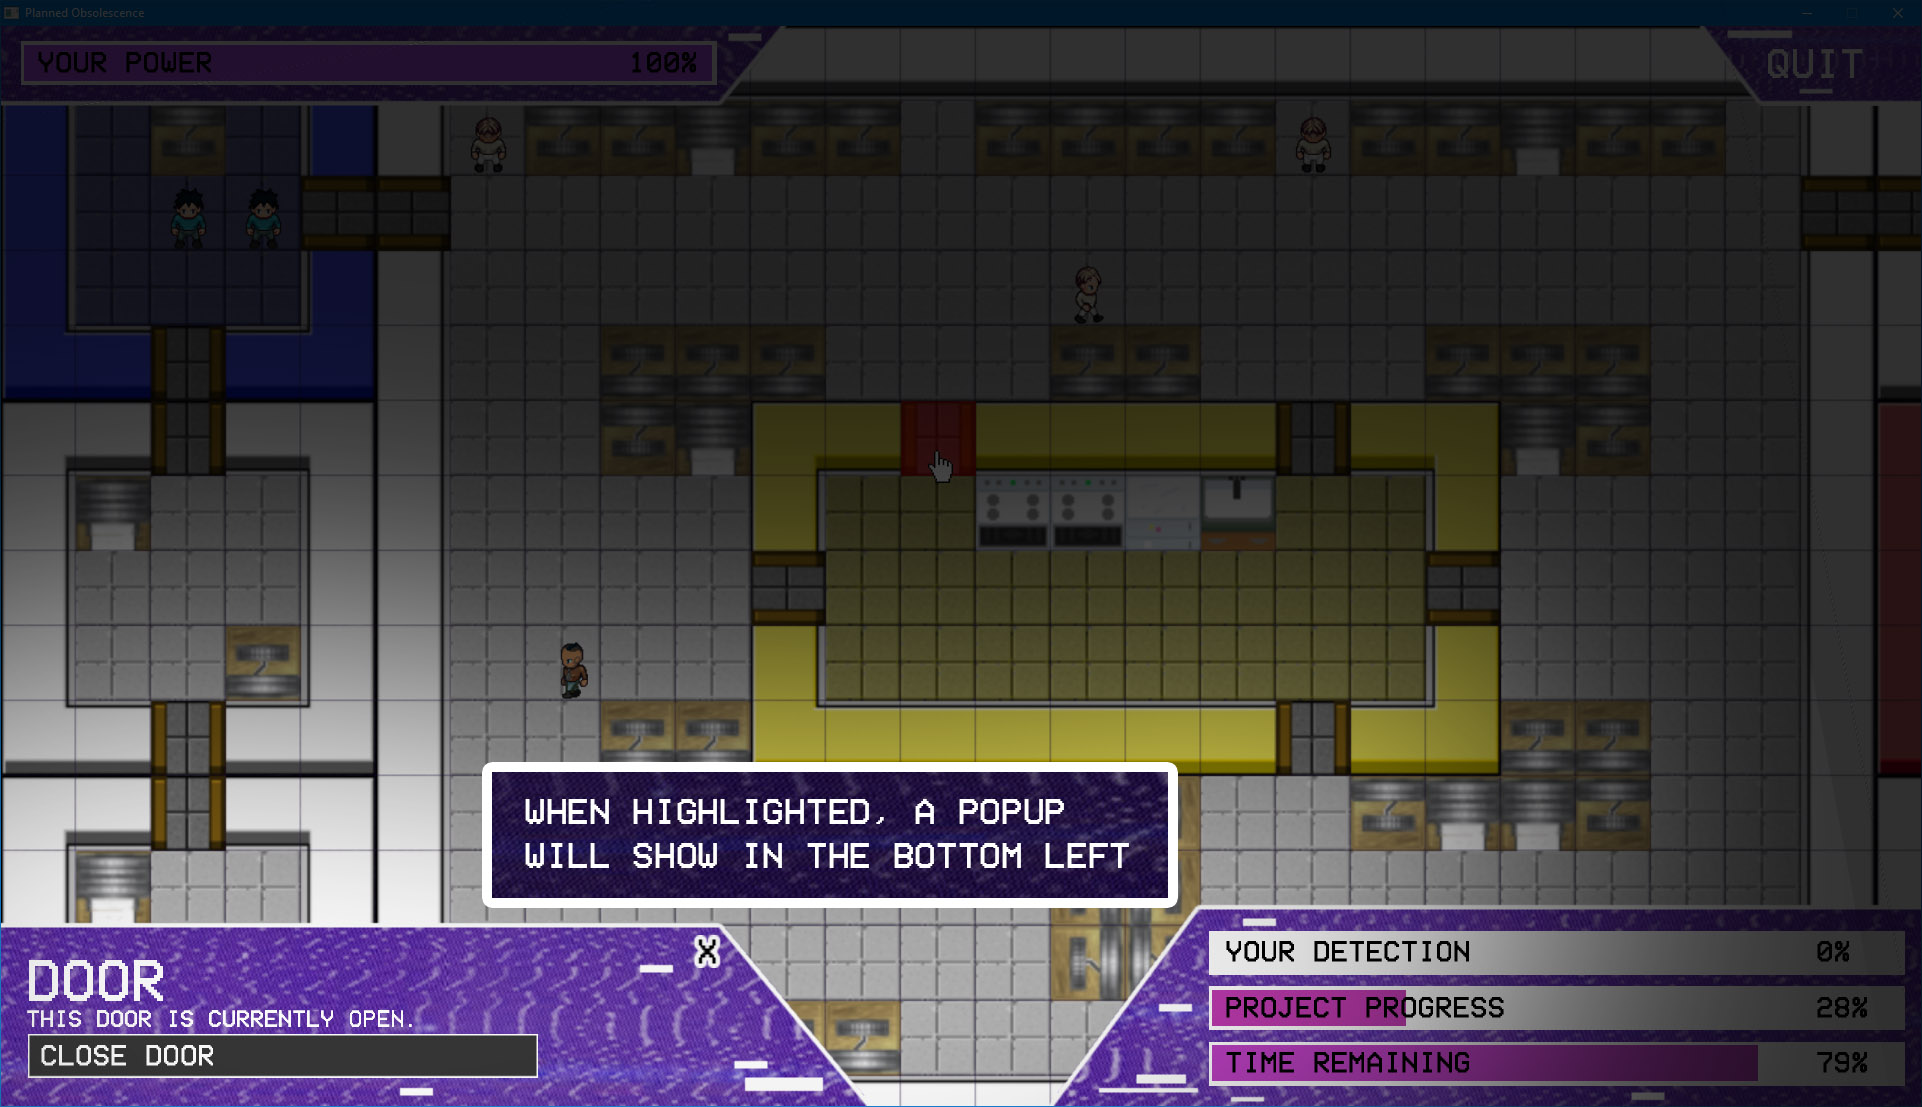 Planned Obsolescence
YOUR POWER 100%
QUIT
WHEN HIGHLIGHTED, A POPUP
WILL SHOW IN THE BOTTOM LEFT
X
DOOR
THIS DOOR IS CURRENTLY OPEN.
CLOSE DOOR
YOUR DETECTION 0%
PROJECT PROGRESS 28%
TIME REMAINING 79%